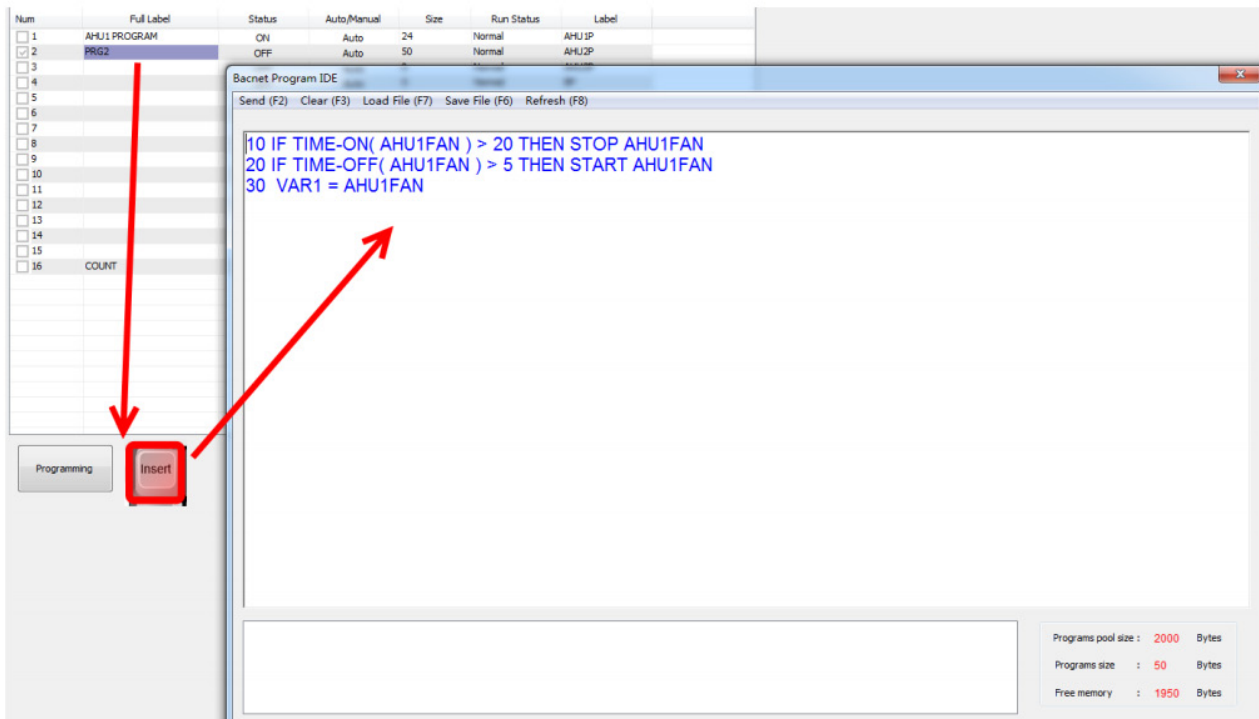 Num Full Label Status Auto/Manual Size Run Status Label
1 AHU1 PROGRAM ON Auto 24 Normal AHU1P
2 PRG2 OFF Auto 50 Normal AHU2P
3
4
5
6
7
8
9
10
11
12
13
14
15
16 COUNT
Programming
Insert
Bacnet Program IDE
Send (F2) Clear (F3) Load File (F7) Save File (F6) Refresh (F8)
10 IF TIME-ON( AHU1FAN ) > 20 THEN STOP AHU1FAN
20 IF TIME-OFF( AHU1FAN ) > 5 THEN START AHU1FAN
30 VAR1 = AHU1FAN
Programs pool size : 2000 Bytes
Programs size : 50 Bytes
Free memory : 1950 Bytes